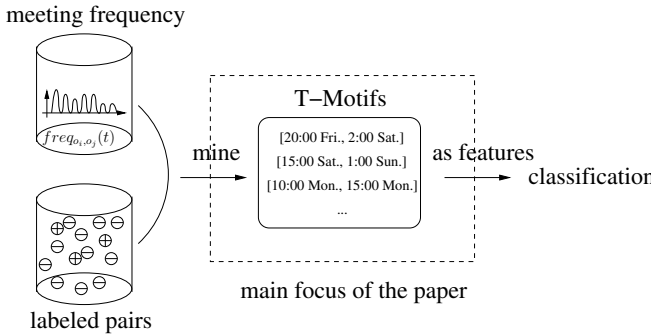 meeting frequency
freq_{o_i,o_j}(t)
labeled pairs
mine
T-Motifs
[20:00 Fri., 2:00 Sat.]
[15:00 Sat., 1:00 Sun.]
[10:00 Mon., 15:00 Mon.]
...
main focus of the paper
as features
classification